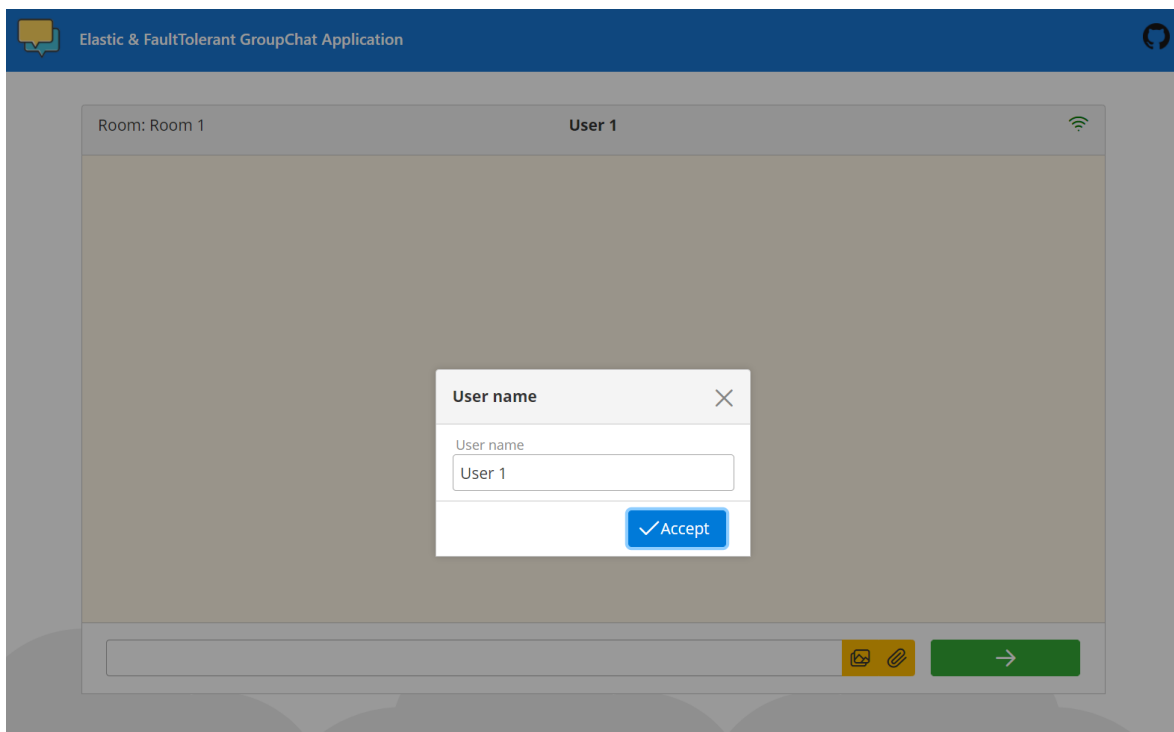 Elastic & FaultTolerant GroupChat Application
Room: Room 1
User 1
User name
User name
User 1
Accept